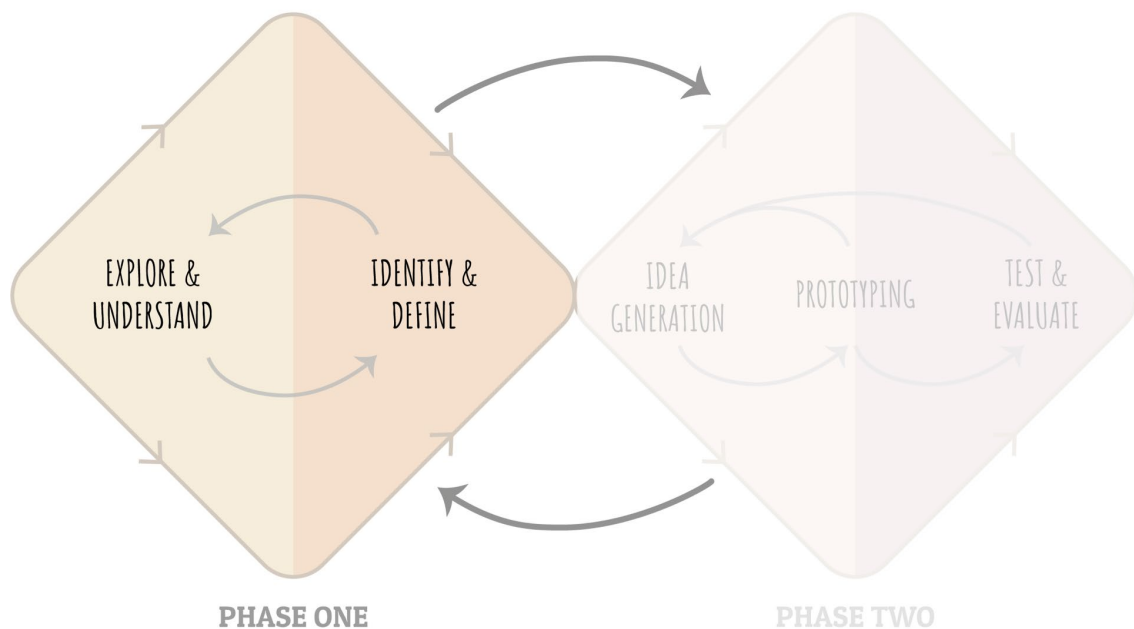 EXPLORE &
UNDERSTAND
IDENTIFY &
DEFINE
IDEA
GENERATION
PROTOTYPING
TEST &
EVALUATE
PHASE ONE
PHASE TWO